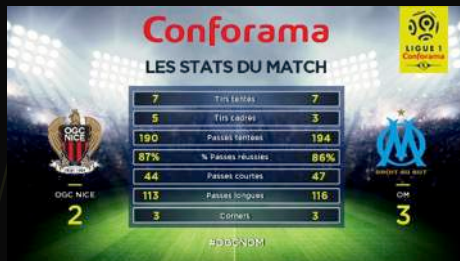 Conforama
LIGUE 1
Conforama
LES STATS DU MATCH
7 Tirs tentés 7
5 Tirs cadrés 3
190 Passes tentées 194
87% % Passes réussies 86%
44 Passes courtes 47
113 Passes longues 116
3 Corners 3
OGC
NICE
DROIT AU BUT
OGC NICE
OM
2
3
#OGCNOM